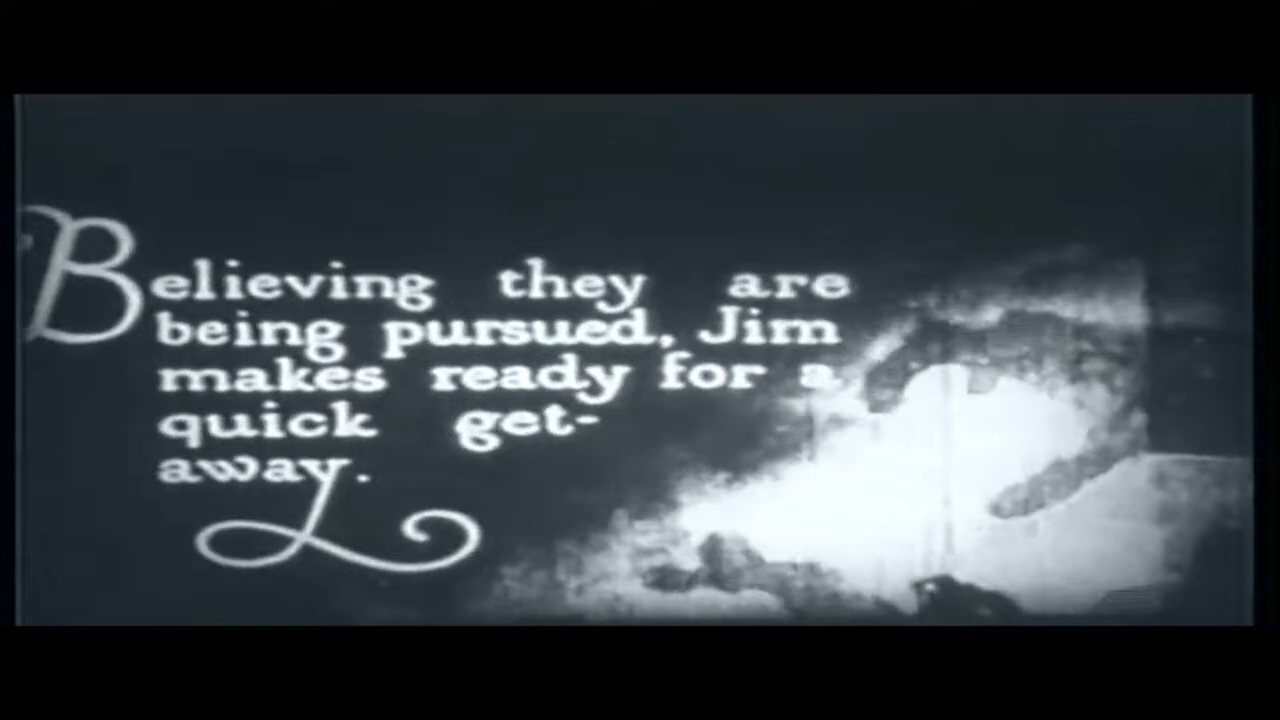 Believing they are
being pursued, Jim
makes ready for a
quick get-
away.